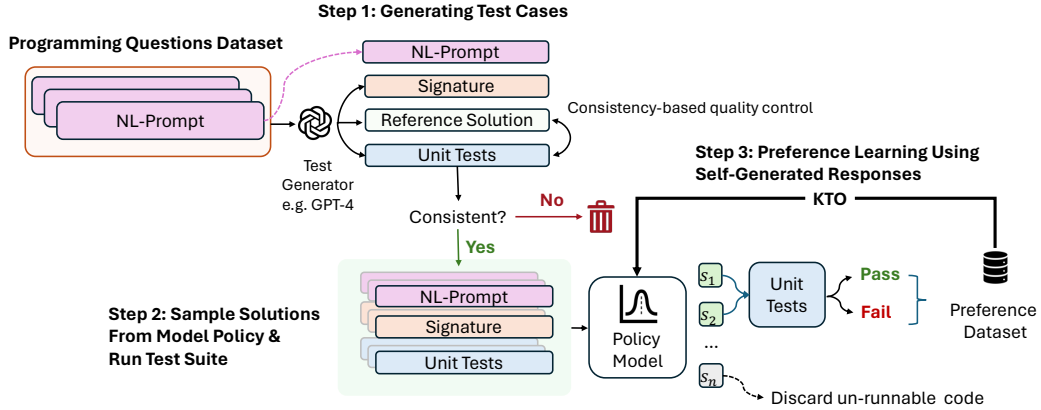 Step 1: Generating Test Cases
Programming Questions Dataset
NL-Prompt
NL-Prompt
Signature
Reference Solution
Unit Tests
Consistency-based quality control
Test
Generator
e.g. GPT-4
Consistent?
No
Yes
Step 3: Preference Learning Using
Self-Generated Responses
KTO
Step 2: Sample Solutions
From Model Policy &
Run Test Suite
NL-Prompt
Signature
Unit Tests
Policy
Model
s₁
s₂
...
sₙ
Unit
Tests
Pass
Fail
Preference
Dataset
Discard un-runnable code